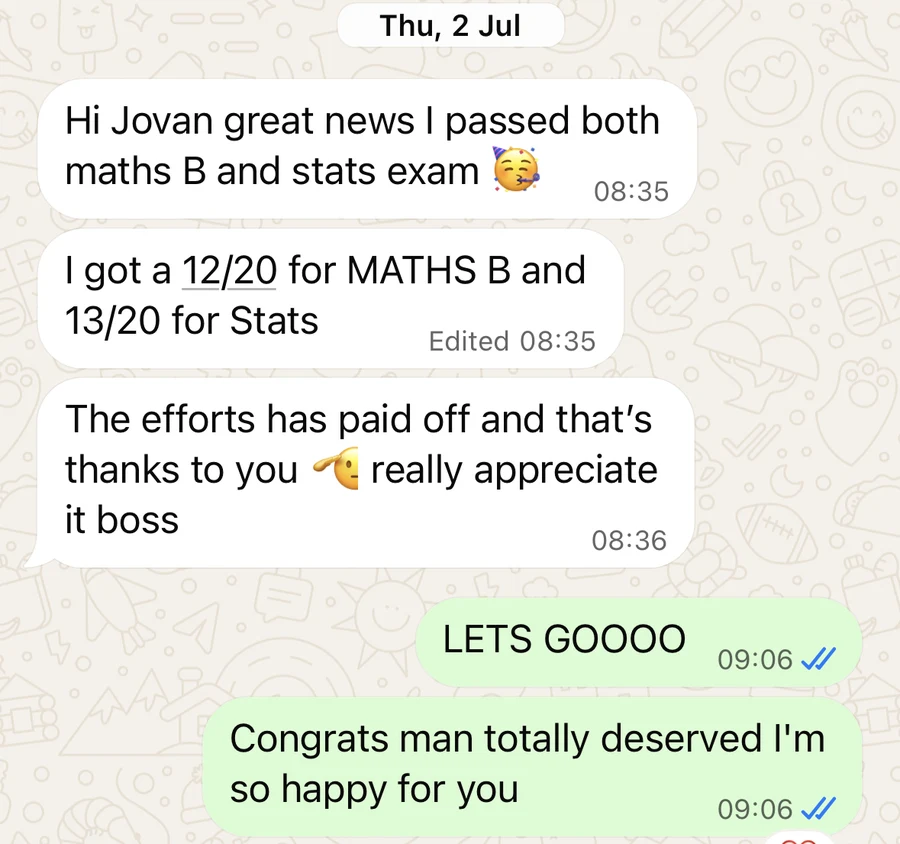 Thu, 2 Jul
Hi Jovan great news I passed both
maths B and stats exam 🥳
08:35
I got a 12/20 for MATHS B and
13/20 for Stats
Edited 08:35
The efforts has paid off and that’s
thanks to you 🫡 really appreciate
it boss
08:36
LETS GOOOO
09:06
Congrats man totally deserved I'm
so happy for you
09:06